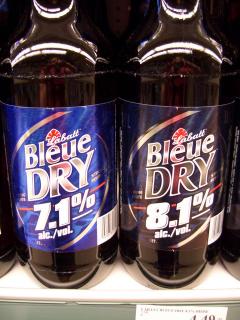 Labatt
Bleue
DRY
7.1%
alc./vol.
Labatt
Bleue
DRY
8.1%
alc./vol.